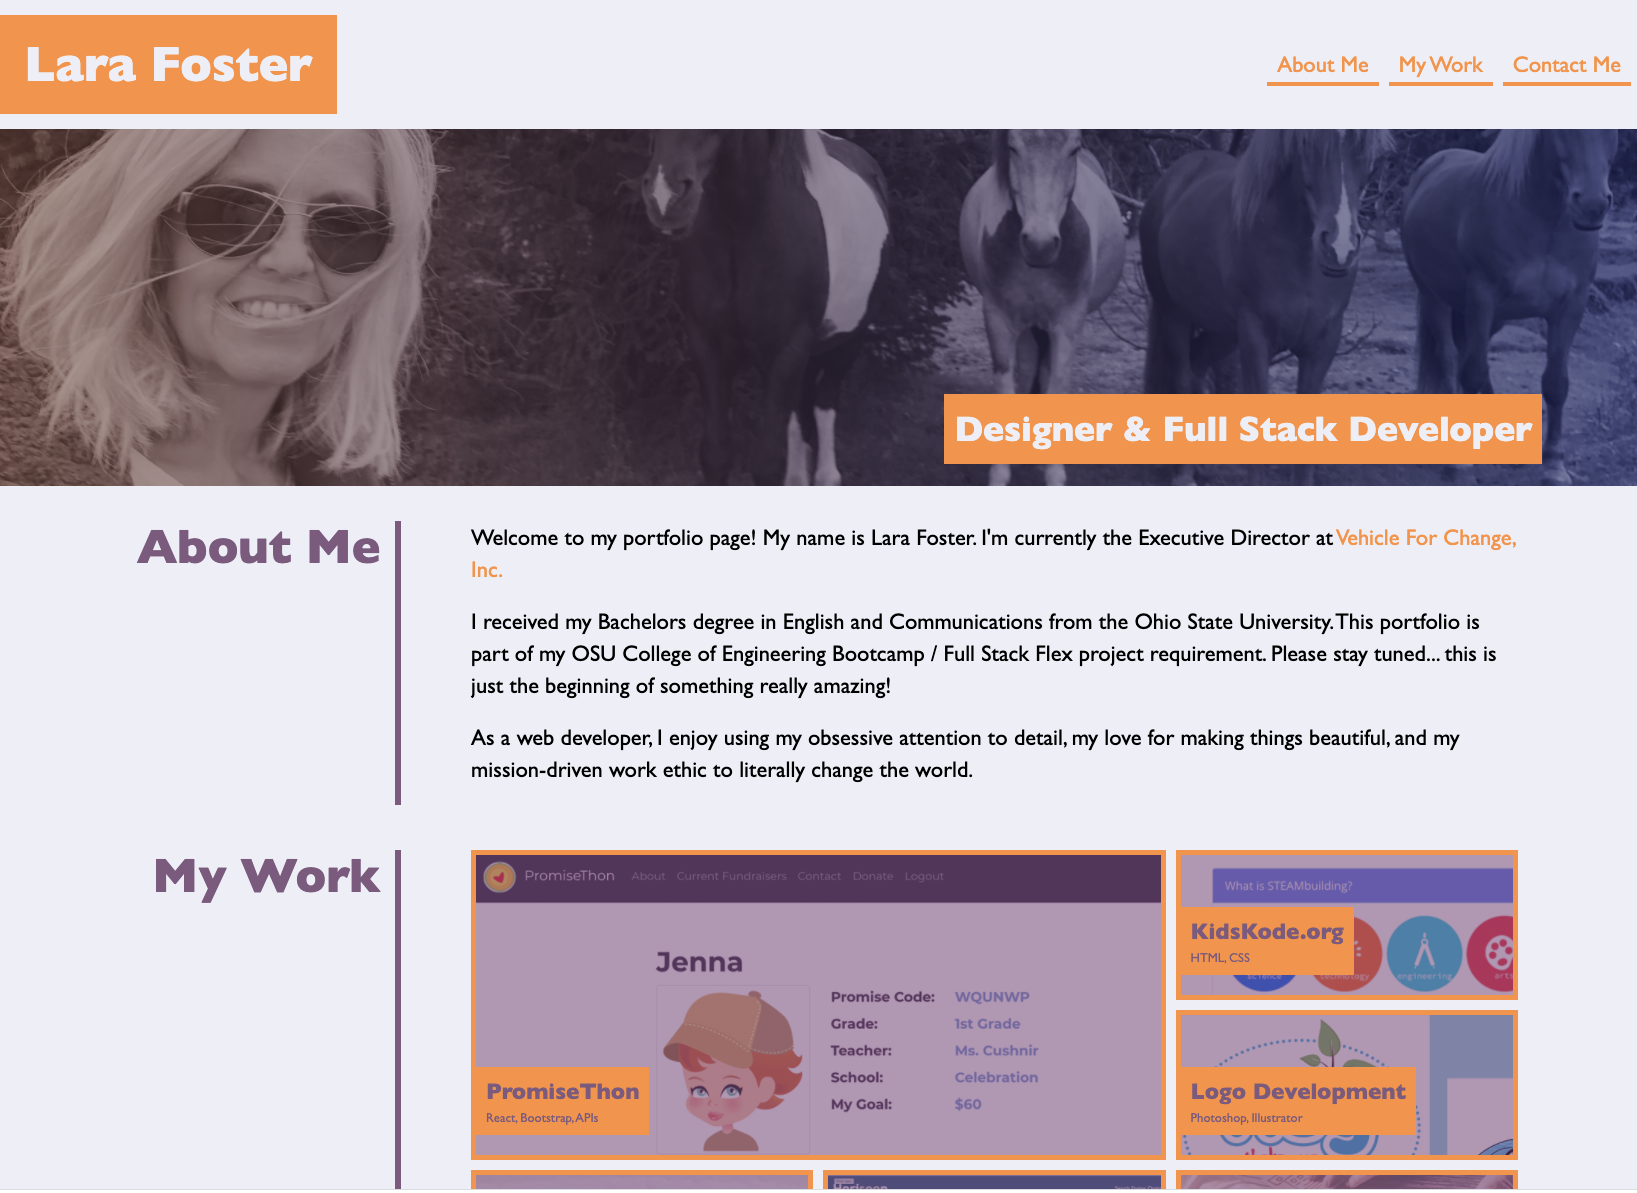 Lara Foster
About Me
My Work
Contact Me
Designer & Full Stack Developer
About Me
Welcome to my portfolio page! My name is Lara Foster. I'm currently the Executive Director at Vehicle For Change,
Inc.
I received my Bachelors degree in English and Communications from the Ohio State University. This portfolio is
part of my OSU College of Engineering Bootcamp / Full Stack Flex project requirement. Please stay tuned... this is
just the beginning of something really amazing!
As a web developer, I enjoy using my obsessive attention to detail, my love for making things beautiful, and my
mission-driven work ethic to literally change the world.
My Work
PromiseThon About Current Fundraisers Contact Donate Logout
Jenna
Promise Code: WQUNWP
Grade: 1st Grade
Teacher: Ms. Cushnir
School: Celebration
My Goal: $60
PromiseThon
React, Bootstrap, APIs
What is STEAMbuilding?
KidsKode.org
HTML, CSS
science technology engineering arts
Logo Development
Photoshop, Illustrator
Horiseon